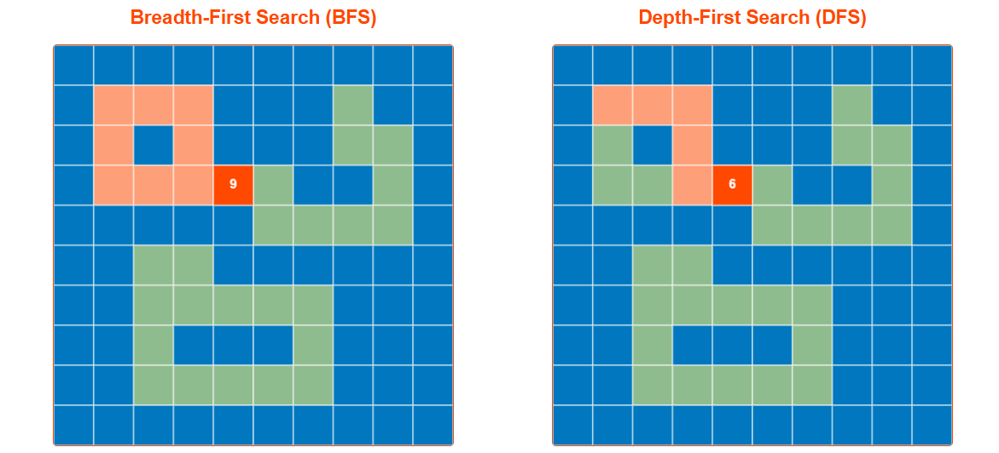 Breadth-First Search (BFS)
Depth-First Search (DFS)
9
6